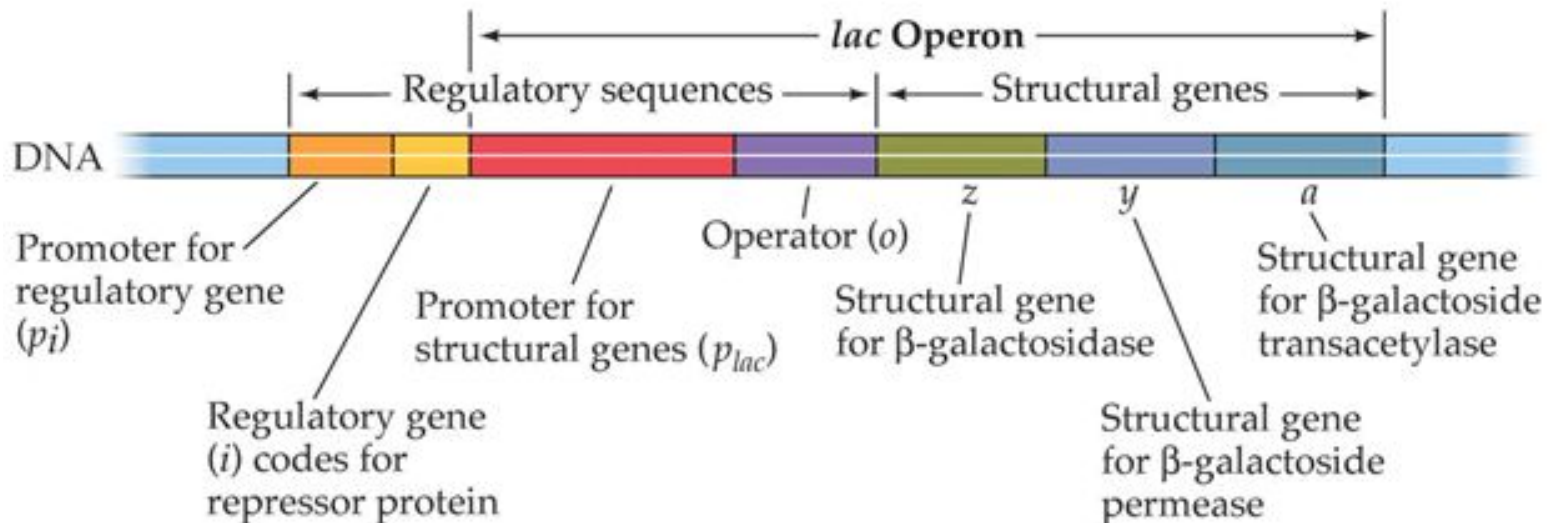 lac Operon
Regulatory sequences
Structural genes
DNA
z
y
a
Promoter for
regulatory gene
(pi)
Regulatory gene
(i) codes for
repressor protein
Promoter for
structural genes (plac)
Operator (o)
Structural gene
for β-galactosidase
Structural gene
for β-galactoside
permease
Structural gene
for β-galactoside
transacetylase